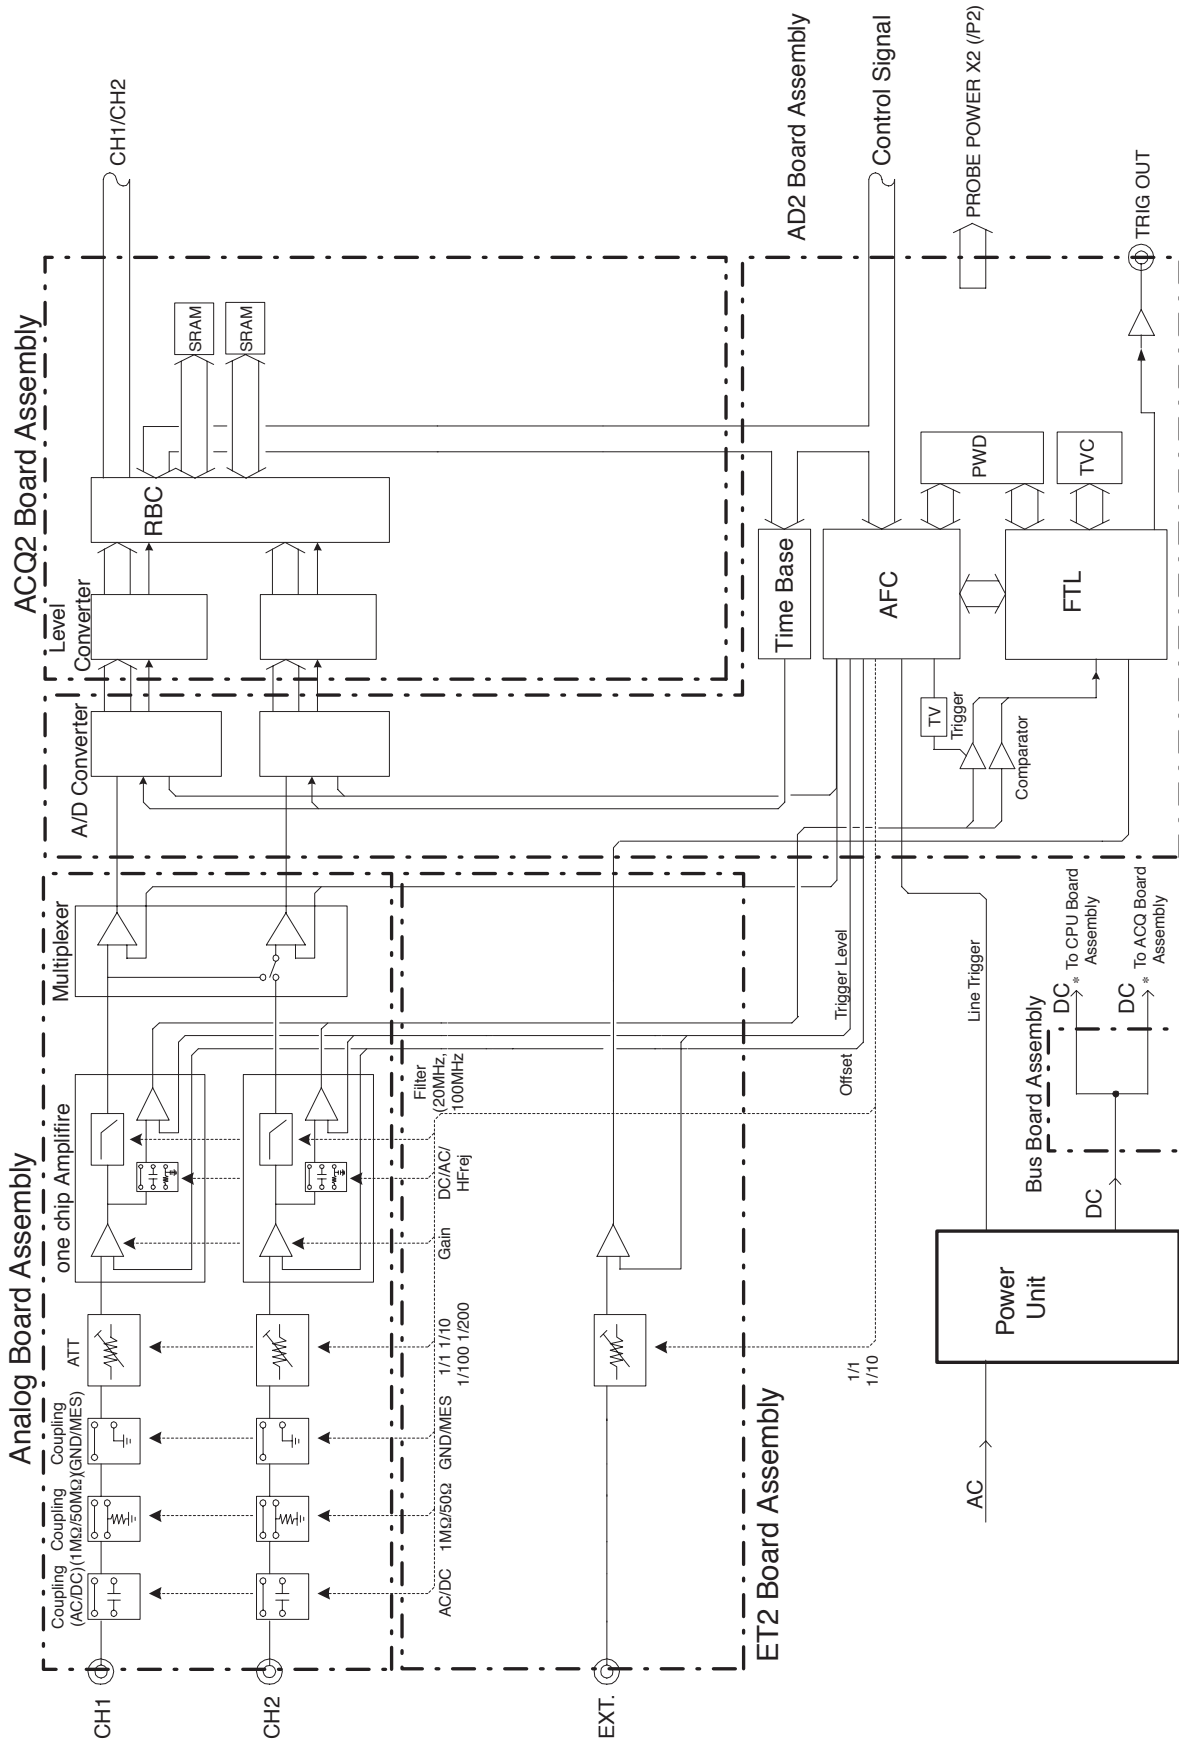 ACQ2 Board Assembly
CH1/CH2
Level
Converter
RBC
SRAM
SRAM
A/D Converter
AD2 Board Assembly
Control Signal
PROBE POWER X2 (/P2)
TRIG OUT
Time Base
AFC
PWD
FTL
TVC
TV
Trigger
Comparator
Analog Board Assembly
Multiplexer
one chip Amplifire
ATT
Coupling
(GND/MES)
Coupling
(1MΩ/50MΩ)
Coupling
(AC/DC)
CH1
CH2
AC/DC
1MΩ/50Ω
GND/MES
1/1 1/10
1/100 1/200
Gain
DC/AC/
HFrej
Filter
(20MHz,
100MHz
EXT.
ET2 Board Assembly
1/1
1/10
Offset
Trigger Level
Line Trigger
Bus Board Assembly
DC
* To CPU Board
Assembly
DC
* To ACQ Board
Assembly
DC
Power
Unit
AC